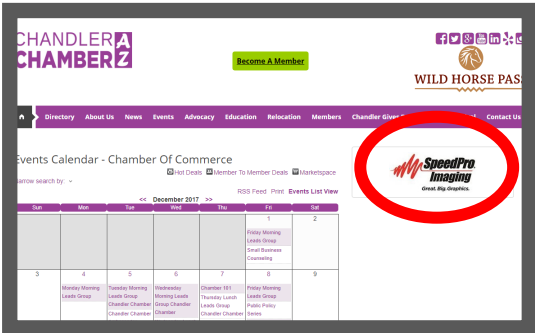 CHANDLER AZ
CHAMBER
Become A Member
WILD HORSE PAS
Directory About Us News Events Advocacy Education Relocation Members Chandler Gives Contact Us
Events Calendar - Chamber Of Commerce
Hot Deals Member To Member Deals Marketspace
Narrow search by:
RSS Feed Print Events List View
<< December 2017 >>
Sun Mon Tue Wed Thu Fri Sat
1 2
Friday Morning
Leads Group
Small Business
Counseling
3 4 5 6 7 8 9
Monday Morning Tuesday Morning Wednesday Chamber 101 Friday Morning
Leads Group Leads Group Morning Leads Thursday Lunch Leads Group
Chandler Chamber Group Chandler Leads Group Public Policy
Chandler Chamber Chamber Chandler Chamber Series
SpeedPro
Imaging
Great. Big. Graphics.